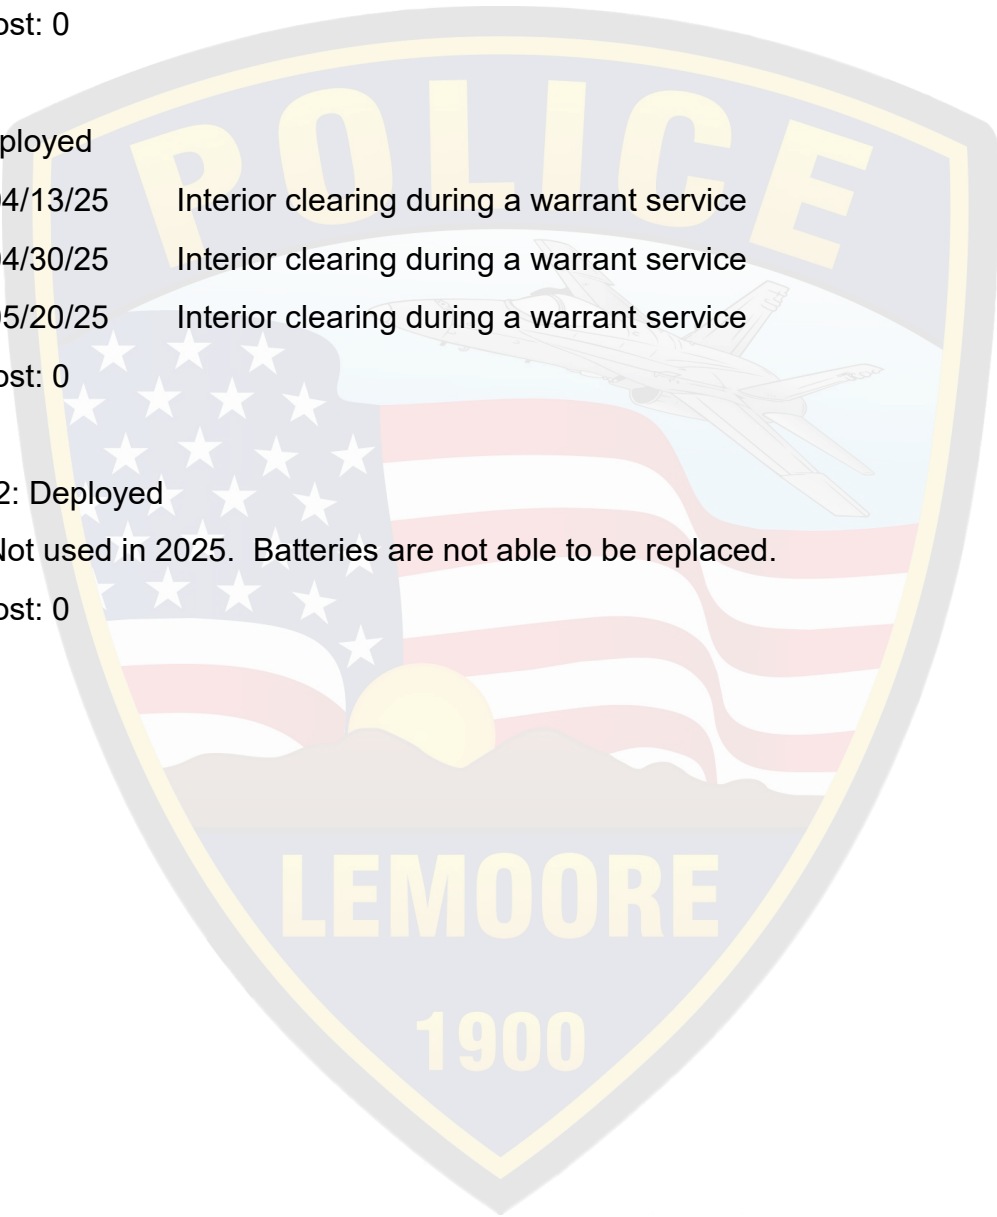 ost: 0
ployed
04/13/25 Interior clearing during a warrant service
04/30/25 Interior clearing during a warrant service
05/20/25 Interior clearing during a warrant service
ost: 0
2: Deployed
Not used in 2025.  Batteries are not able to be replaced.
ost: 0
POLICE
LEMOORE
1900